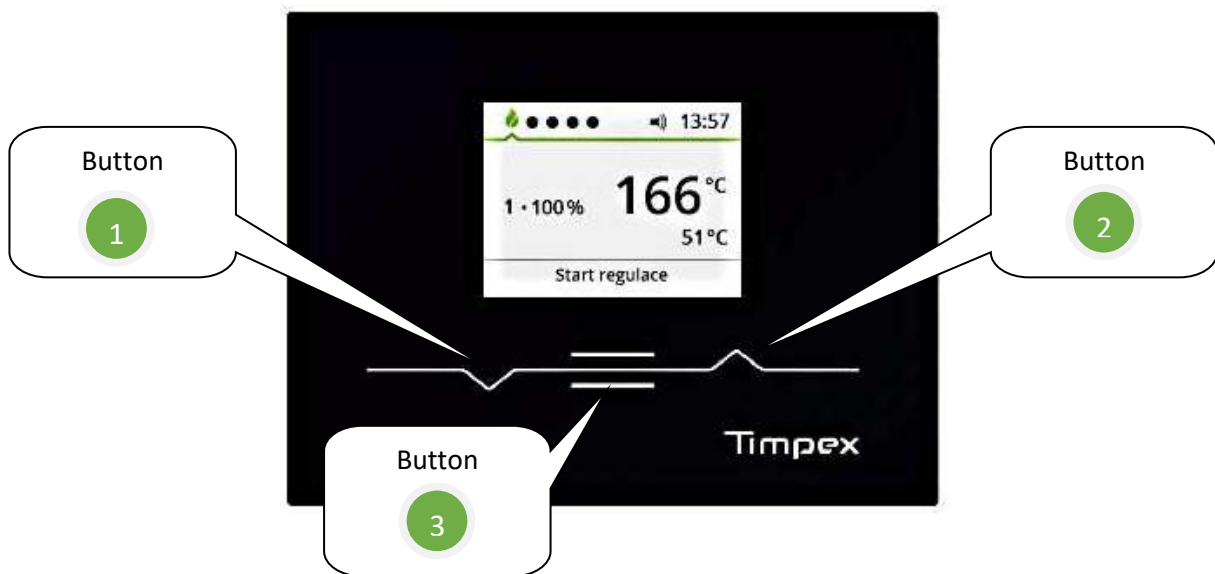 13:57
Button
1
Button
2
1 • 100 %
166 °C
51 °C
Start regulace
Timpex
Button
3